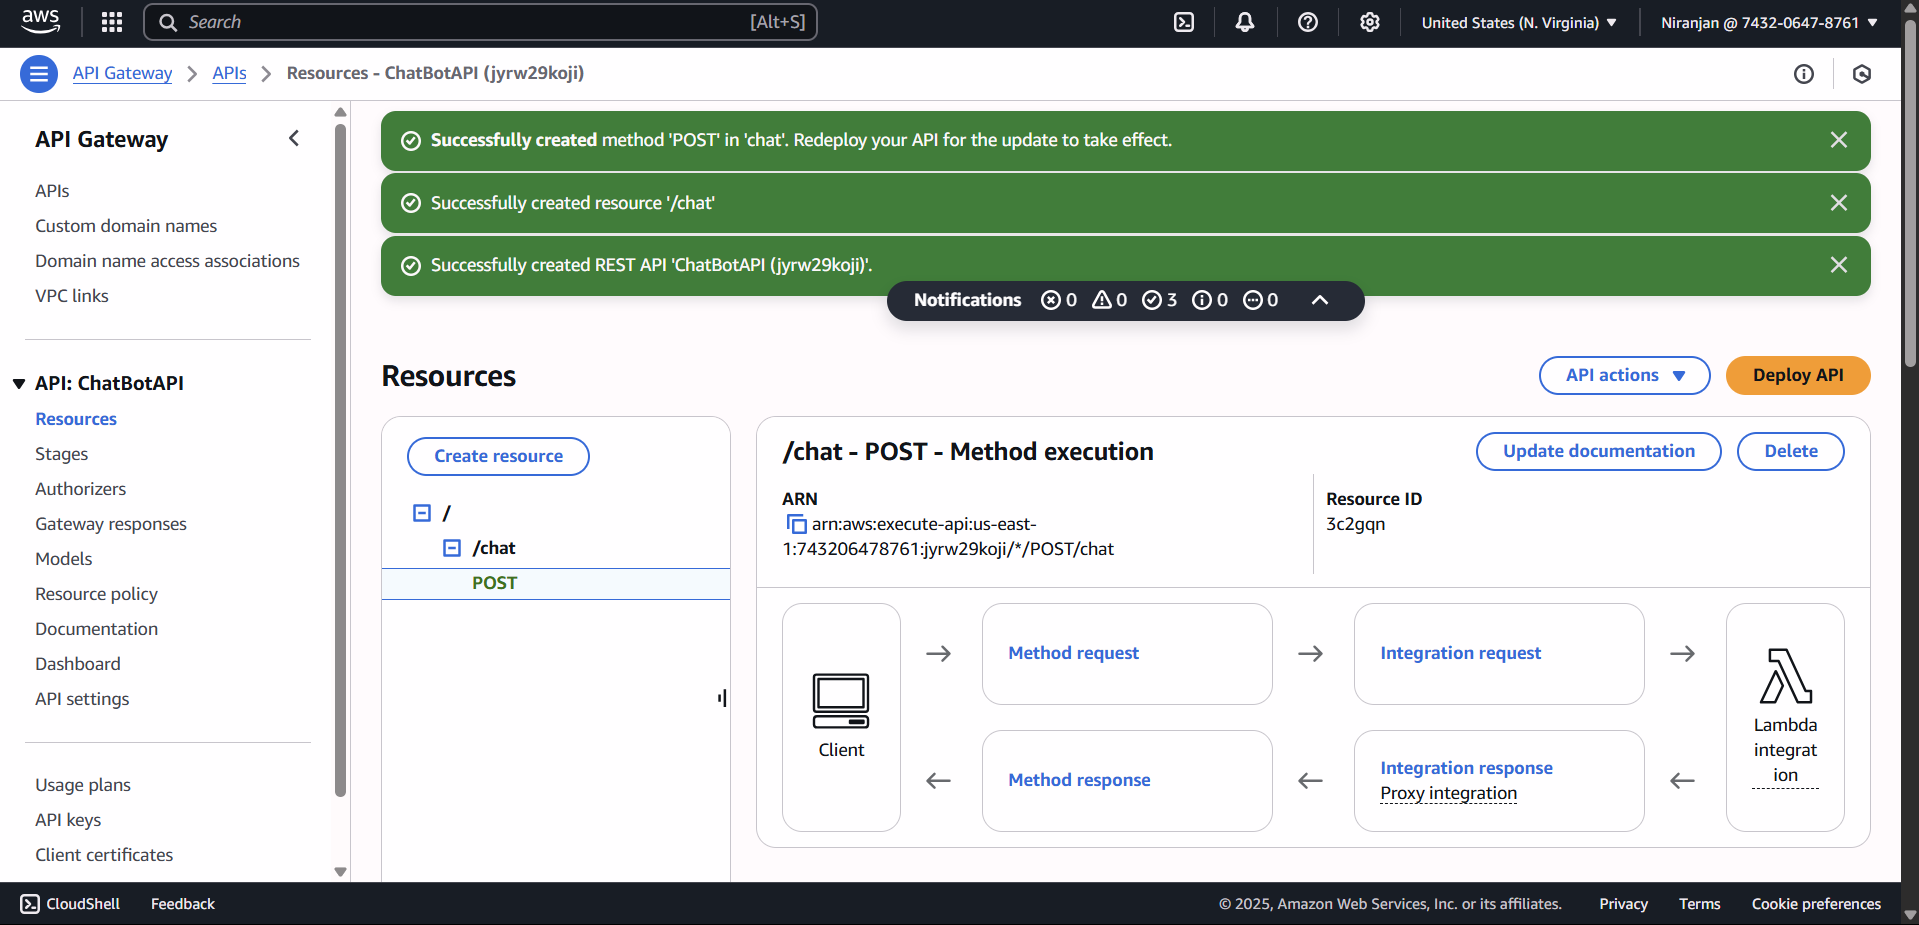 aws
Search
[Alt+S]
United States (N. Virginia)
Niranjan @ 7432-0647-8761
API Gateway
APIs
Resources - ChatBotAPI (jyrw29koji)
API Gateway
APIs
Custom domain names
Domain name access associations
VPC links
API: ChatBotAPI
Resources
Stages
Authorizers
Gateway responses
Models
Resource policy
Documentation
Dashboard
API settings
Usage plans
API keys
Client certificates
Successfully created method 'POST' in 'chat'. Redeploy your API for the update to take effect.
Successfully created resource '/chat'
Successfully created REST API 'ChatBotAPI (jyrw29koji)'.
Notifications 0 0 3 0 0
Resources
API actions
Deploy API
Create resource
/
/chat
POST
/chat - POST - Method execution
Update documentation
Delete
ARN
arn:aws:execute-api:us-east-
1:743206478761:jyrw29koji/*/POST/chat
Resource ID
3c2gqn
Client
Method request
Integration request
Method response
Integration response
Proxy integration
Lambda
integrat
ion
CloudShell
Feedback
© 2025, Amazon Web Services, Inc. or its affiliates.
Privacy
Terms
Cookie preferences